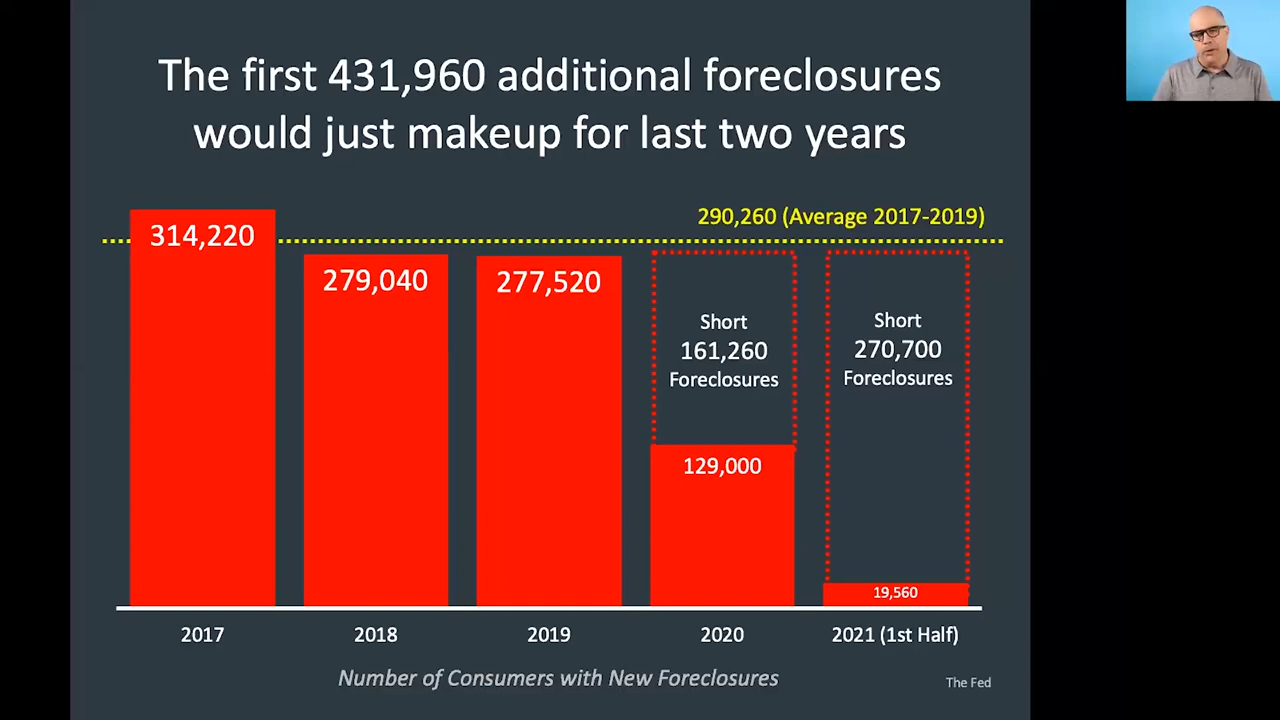 The first 431,960 additional foreclosures
would just makeup for last two years
290,260 (Average 2017-2019)
314,220
279,040
277,520
Short
161,260
Foreclosures
Short
270,700
Foreclosures
129,000
19,560
2017
2018
2019
2020
2021 (1st Half)
Number of Consumers with New Foreclosures
The Fed